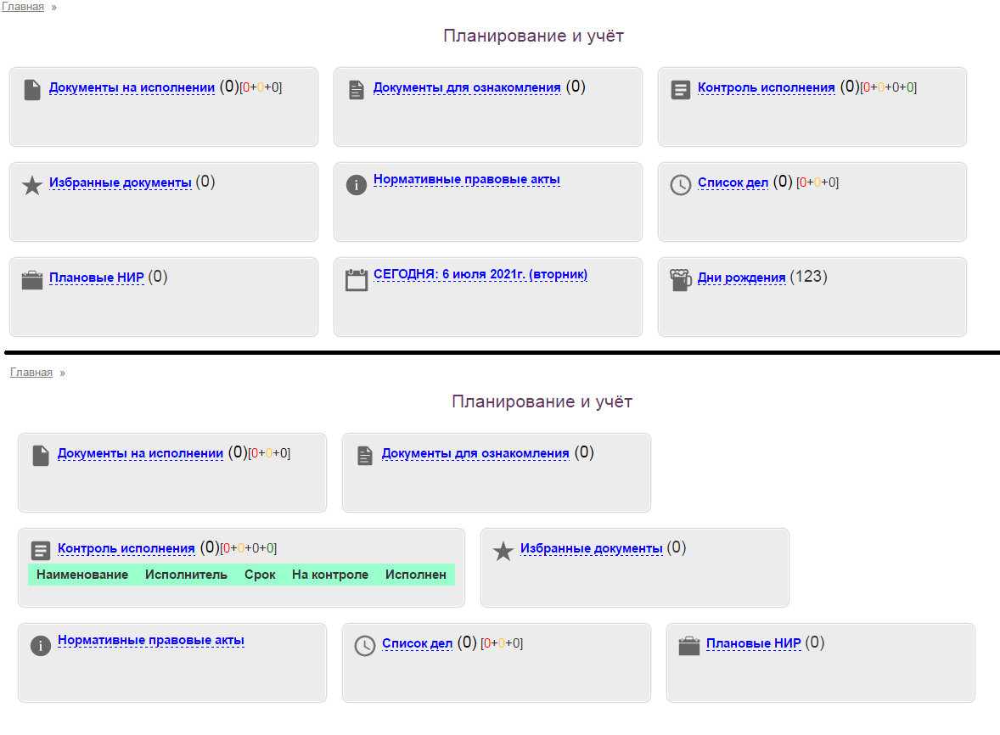 Главная »
Планирование и учёт
Документы на исполнении (0)[0+0+0]
Документы для ознакомления (0)
Контроль исполнения (0)[0+0+0+0]
Избранные документы (0)
Нормативные правовые акты
Список дел (0) [0+0+0]
Плановые НИР (0)
СЕГОДНЯ: 6 июля 2021г. (вторник)
Дни рождения (123)
Главная »
Планирование и учёт
Документы на исполнении (0)[0+0+0]
Документы для ознакомления (0)
Контроль исполнения (0)[0+0+0+0]
Наименование Исполнитель Срок На контроле Исполнен
Избранные документы (0)
Нормативные правовые акты
Список дел (0) [0+0+0]
Плановые НИР (0)